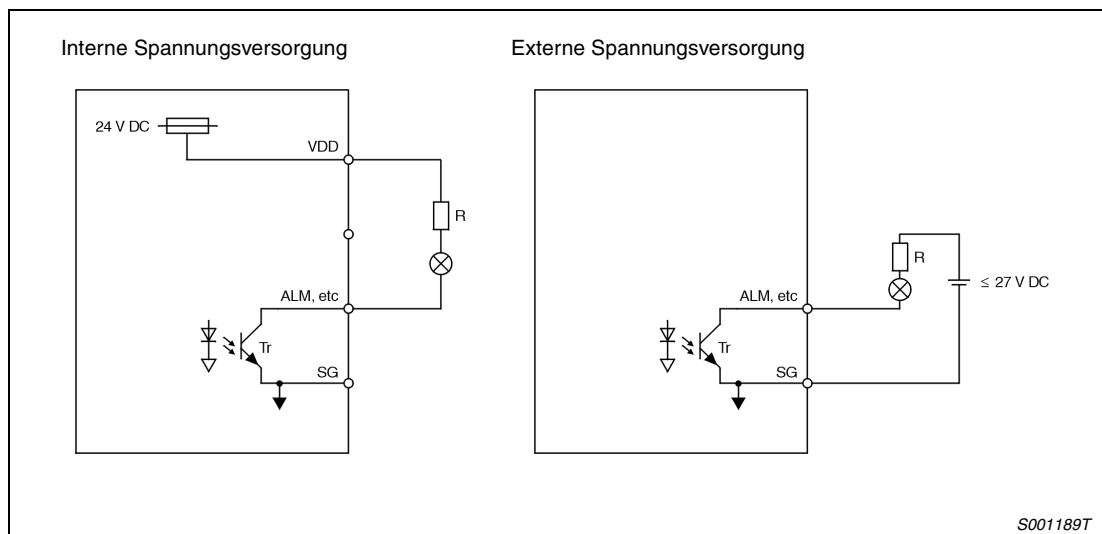 Interne Spannungsversorgung
Externe Spannungsversorgung
24 V DC
VDD
R
ALM, etc
Tr
SG
R
≤ 27 V DC
ALM, etc
Tr
SG
S001189T